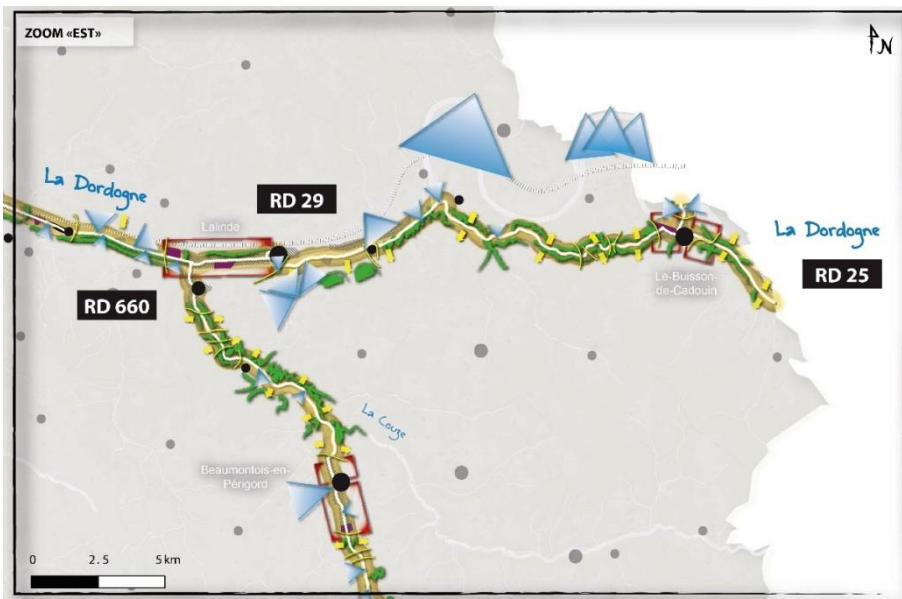 ZOOM «EST»
N
La Dordogne
RD 29
Lalinde
La Dordogne
RD 25
Le-Buisson-
de-Cadouin
RD 660
La Couze
Beaumontois-en-
Périgord
0 2.5 5 km